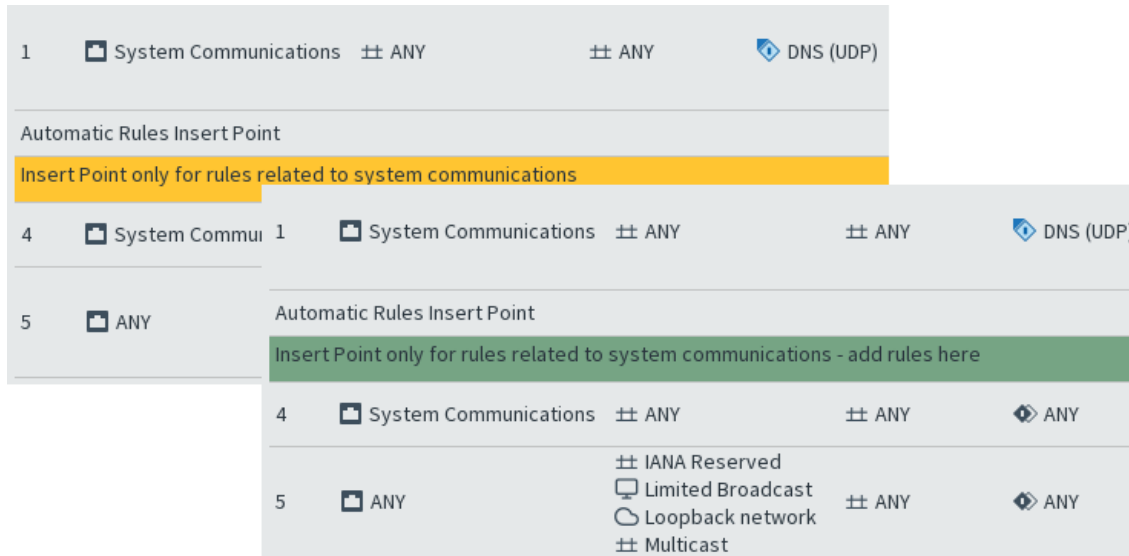 1 System Communications ANY ANY DNS (UDP)
Automatic Rules Insert Point
Insert Point only for rules related to system communications
4 System Commu
5 ANY
1 System Communications ANY ANY DNS (UDP)
Automatic Rules Insert Point
Insert Point only for rules related to system communications - add rules here
4 System Communications ANY ANY ANY
IANA Reserved
Limited Broadcast
5 ANY ANY ANY
Loopback network
Multicast